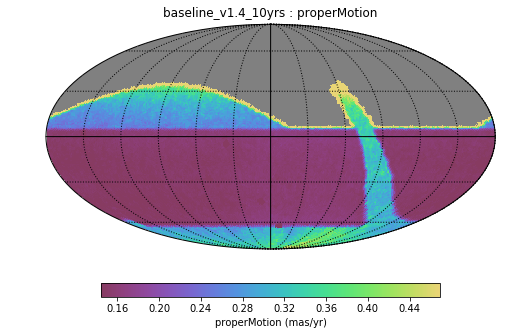 baseline_v1.4_10yrs : properMotion
0.16 0.20 0.24 0.28 0.32 0.36 0.40 0.44
properMotion (mas/yr)